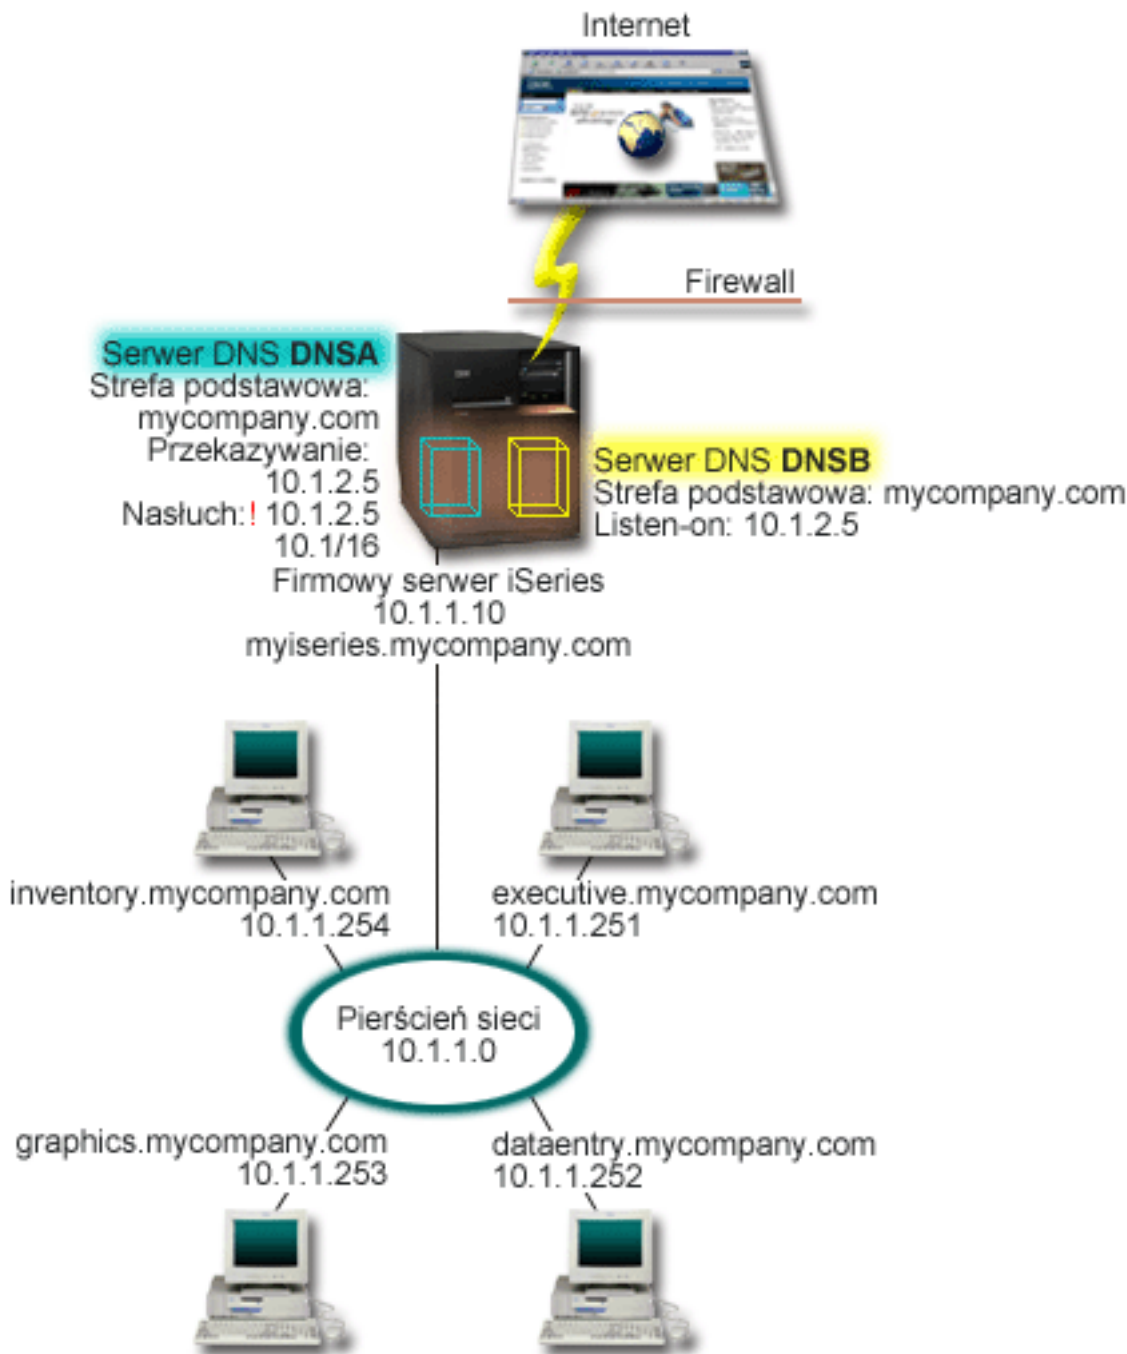 Internet
Firewall
Serwer DNS DNSA
Strefa podstawowa:
mycompany.com
Przekazywanie:
10.1.2.5
Nasłuch:! 10.1.2.5
10.1/16
Serwer DNS DNSB
Strefa podstawowa: mycompany.com
Listen-on: 10.1.2.5
Firmowy serwer iSeries
10.1.1.10
myiseries.mycompany.com
inventory.mycompany.com
10.1.1.254
executive.mycompany.com
10.1.1.251
Pierścień sieci
10.1.1.0
graphics.mycompany.com
10.1.1.253
dataentry.mycompany.com
10.1.1.252